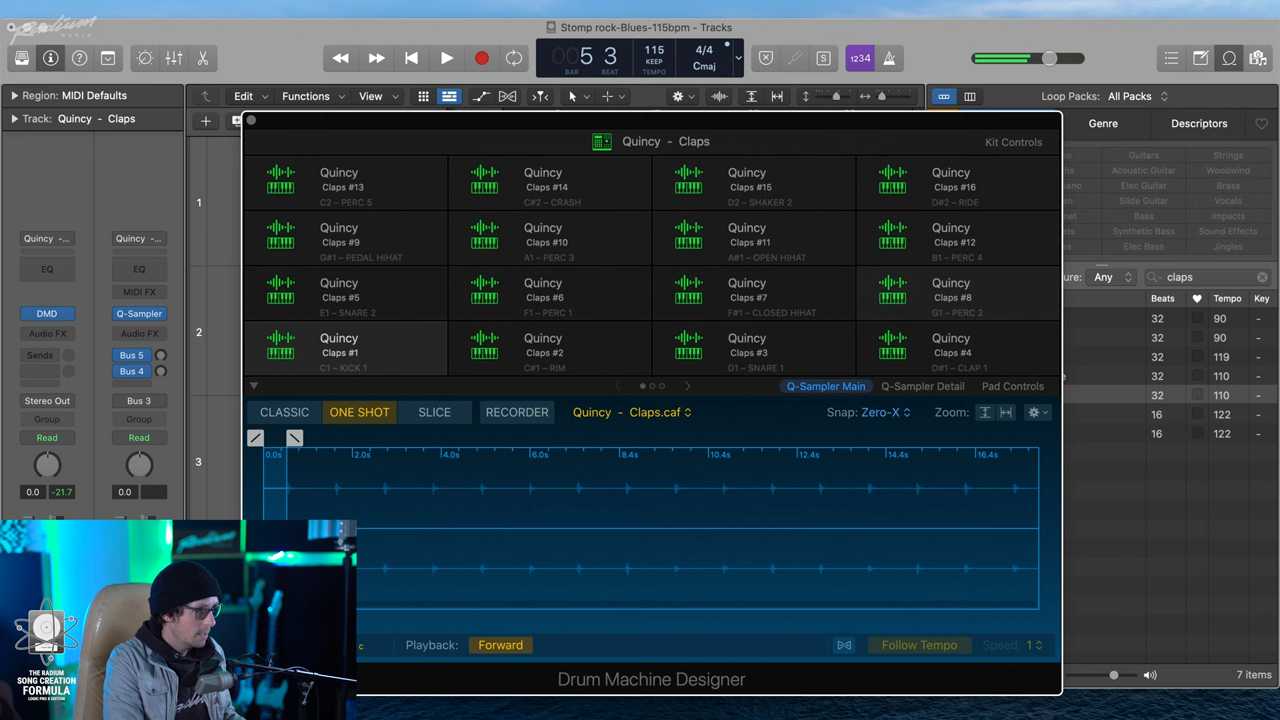 Radium
MEDIA
Stomp rock-Blues-115bpm - Tracks
005 3
BAR BEAT
115
KEEP
TEMPO
4/4
Cmaj
S
1234
Region: MIDI Defaults
Edit Functions View
Loop Packs: All Packs
Track: Quincy - Claps
Quincy - Claps
Kit Controls
Genre Descriptors
Guitars Strings
Acoustic Guitar Woodwind
Elec Guitar Brass
Slide Guitar Vocals
Bass Impacts
Synthetic Bass Sound Effects
Elec Bass Jingles
Quincy
Claps #13
C2 – PERC 5
Quincy
Claps #14
C#2 – CRASH
Quincy
Claps #15
D2 – SHAKER 2
Quincy
Claps #16
D#2 – RIDE
Quincy
Claps #9
G#1 – PEDAL HIHAT
Quincy
Claps #10
A1 – PERC 3
Quincy
Claps #11
A#1 – OPEN HIHAT
Quincy
Claps #12
B1 – PERC 4
Quincy
Claps #5
E1 – SNARE 2
Quincy
Claps #6
F1 – PERC 1
Quincy
Claps #7
F#1 – CLOSED HIHAT
Quincy
Claps #8
G1 – PERC 2
Quincy
Claps #1
C1 – KICK 1
Quincy
Claps #2
C#1 – RIM
Quincy
Claps #3
D1 – SNARE 1
Quincy
Claps #4
D#1 – CLAP 1
1
2
3
Quincy -... Quincy -...
EQ EQ
MIDI FX
DMD Q-Sampler
Audio FX Audio FX
Sends Bus 5
Bus 4
Stereo Out Bus 3
Group Group
Read Read
0.0 -21.7 0.0
Any claps
Beats Tempo Key
32 90 -
32 119 -
32 110 -
32 110 -
16 122 -
16 122 -
Q-Sampler Main Q-Sampler Detail Pad Controls
CLASSIC ONE SHOT SLICE RECORDER Quincy - Claps.caf Snap: Zero-X Zoom:
0.0s 2.0s 4.0s 6.0s 8.4s 10.4s 12.4s 14.4s 16.4s
Playback: Forward Follow Tempo Speed: 1
Drum Machine Designer
7 items
Radium
THE RADIUM
SONG CREATION
FORMULA
LOGIC PRO X EDITION